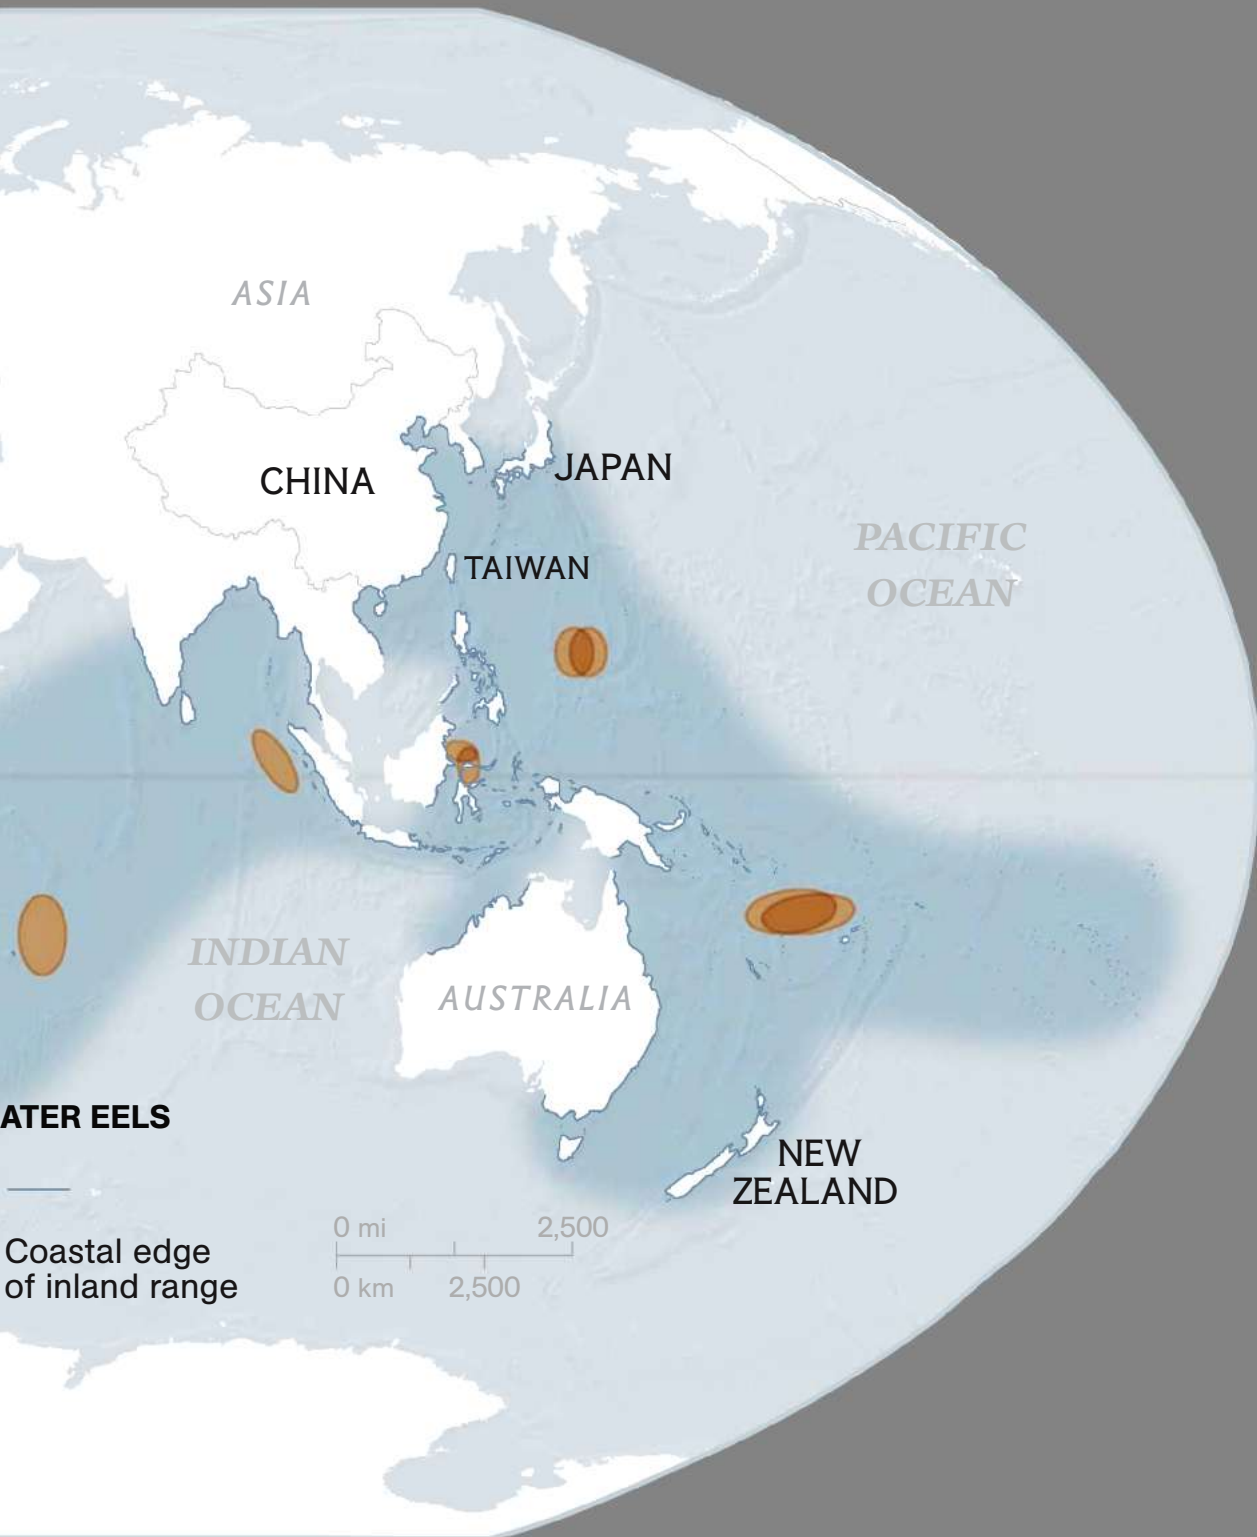 ASIA
CHINA
JAPAN
TAIWAN
PACIFIC
OCEAN
INDIAN
OCEAN
AUSTRALIA
ATER EELS
NEW
ZEALAND
Coastal edge
of inland range
0 mi 2,500
0 km 2,500